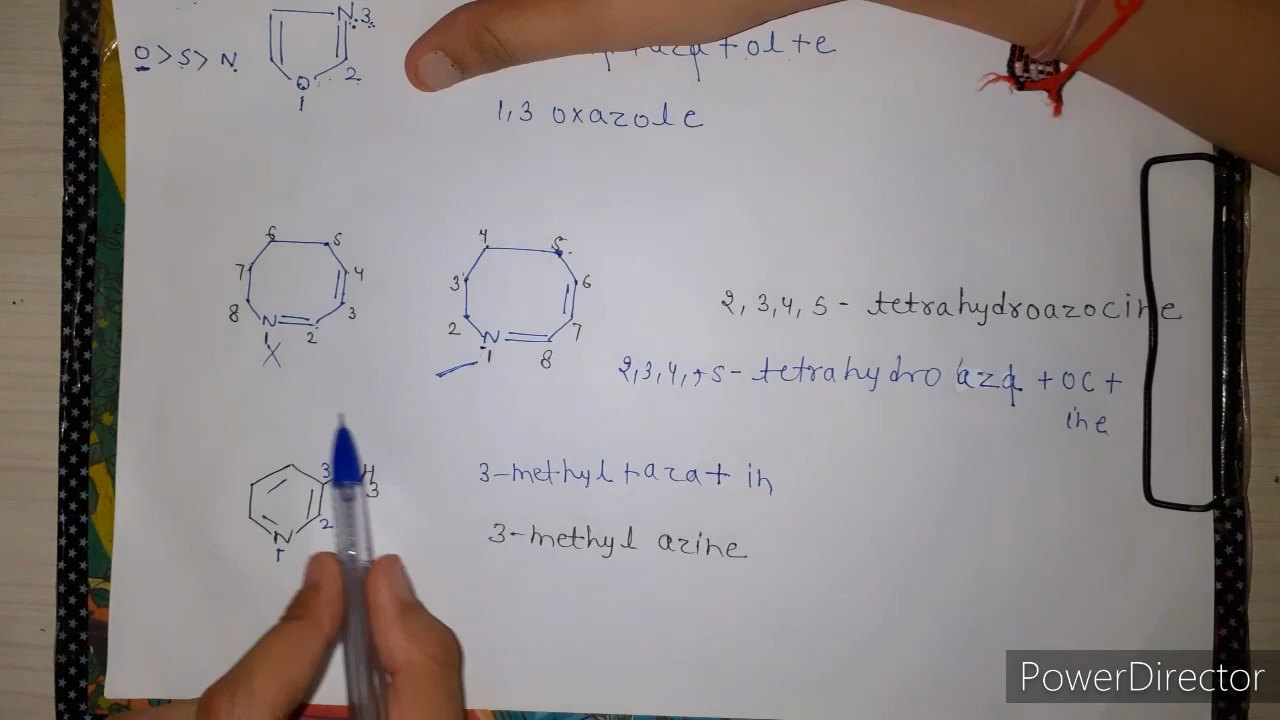 N 3
O > S > N
2
O
1
+ ol + e
1,3 oxazole
6 5
7 4
8 3
N 2
1
X
4 5
3 6
2 7
N 8
1
2, 3,4, 5 - tetrahydroazocine
2,3,4, 5 - tetrahydro aza + oc +
ine
3
H
3
2
N
1
3-methyl + aza + in
3-methyl azine
PowerDirector